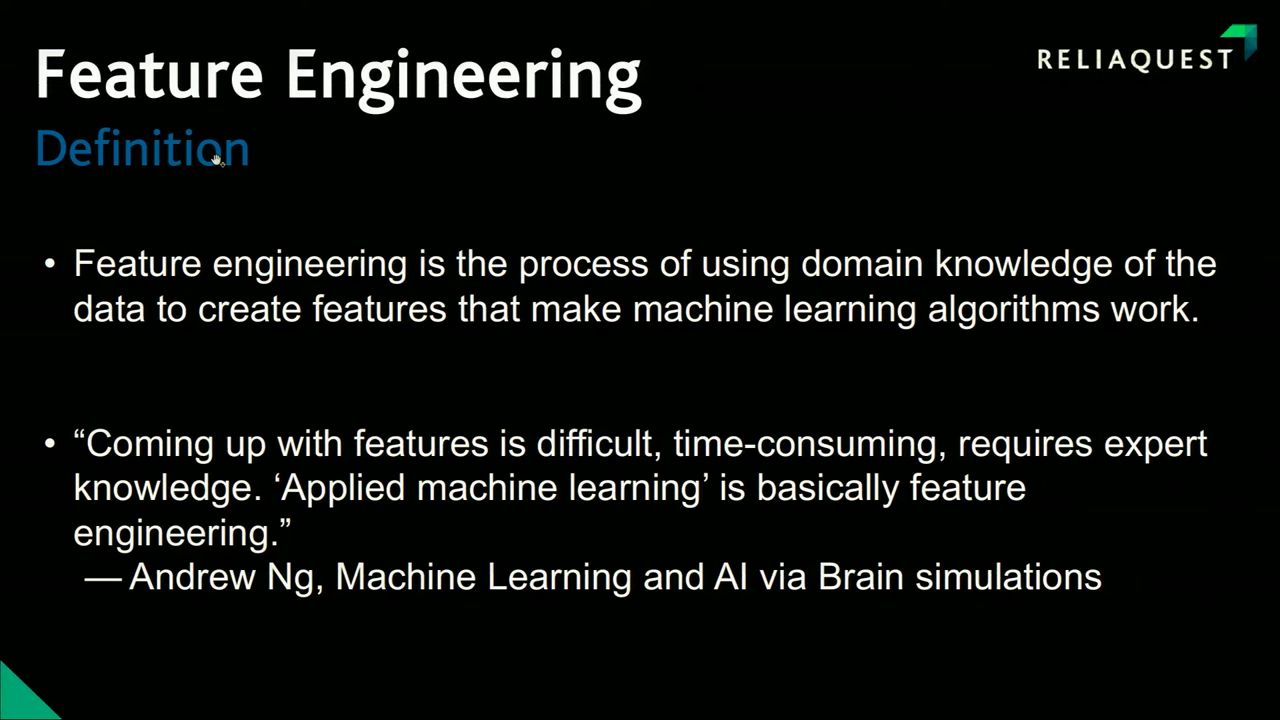 Feature Engineering
RELIAQUEST
Definition
• Feature engineering is the process of using domain knowledge of the
data to create features that make machine learning algorithms work.
• “Coming up with features is difficult, time-consuming, requires expert
knowledge. ‘Applied machine learning’ is basically feature
engineering.”
— Andrew Ng, Machine Learning and AI via Brain simulations